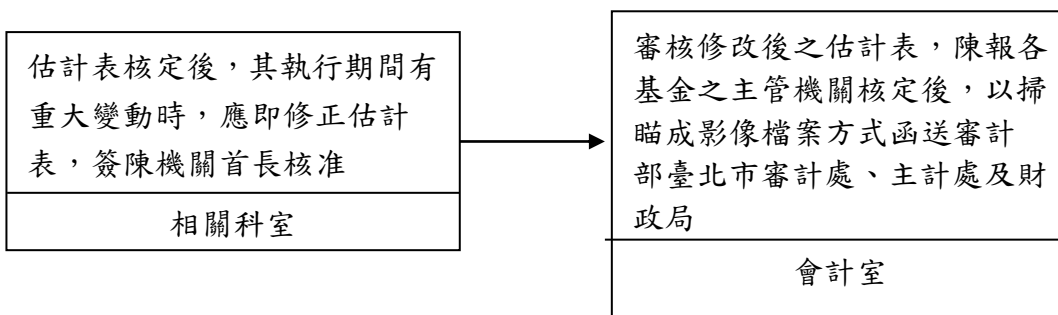 估計表核定後，其執行期間有
重大變動時，應即修正估計
表，簽陳機關首長核准
相關科室
審核修改後之估計表，陳報各
基金之主管機關核定後，以掃
瞄成影像檔案方式函送審計
部臺北市審計處、主計處及財
政局
會計室